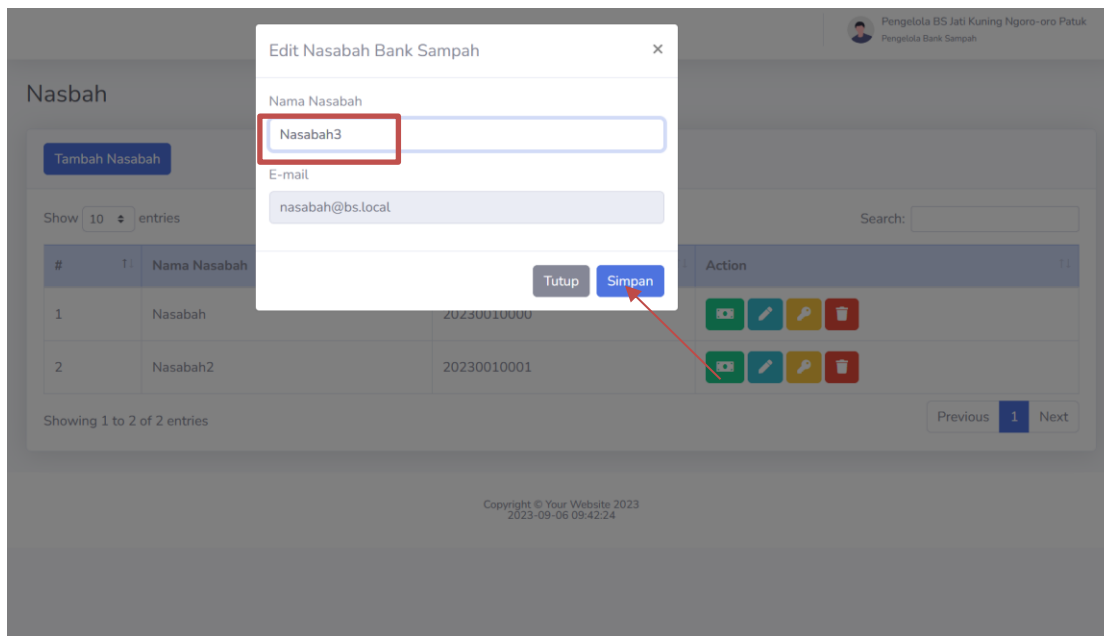 Pengelola BS Jati Kuning Ngoro-oro Patuk
Pengelola Bank Sampah
Edit Nasabah Bank Sampah ×
Nasbah
Nama Nasabah
Nasabah3
Tambah Nasabah
E-mail
nasabah@bs.local
Show 10 entries Search:
Tutup Simpan
# Nama Nasabah Action
1 Nasabah 20230010000
2 Nasabah2 20230010001
Showing 1 to 2 of 2 entries Previous 1 Next
Copyright © Your Website 2023
2023-09-06 09:42:24